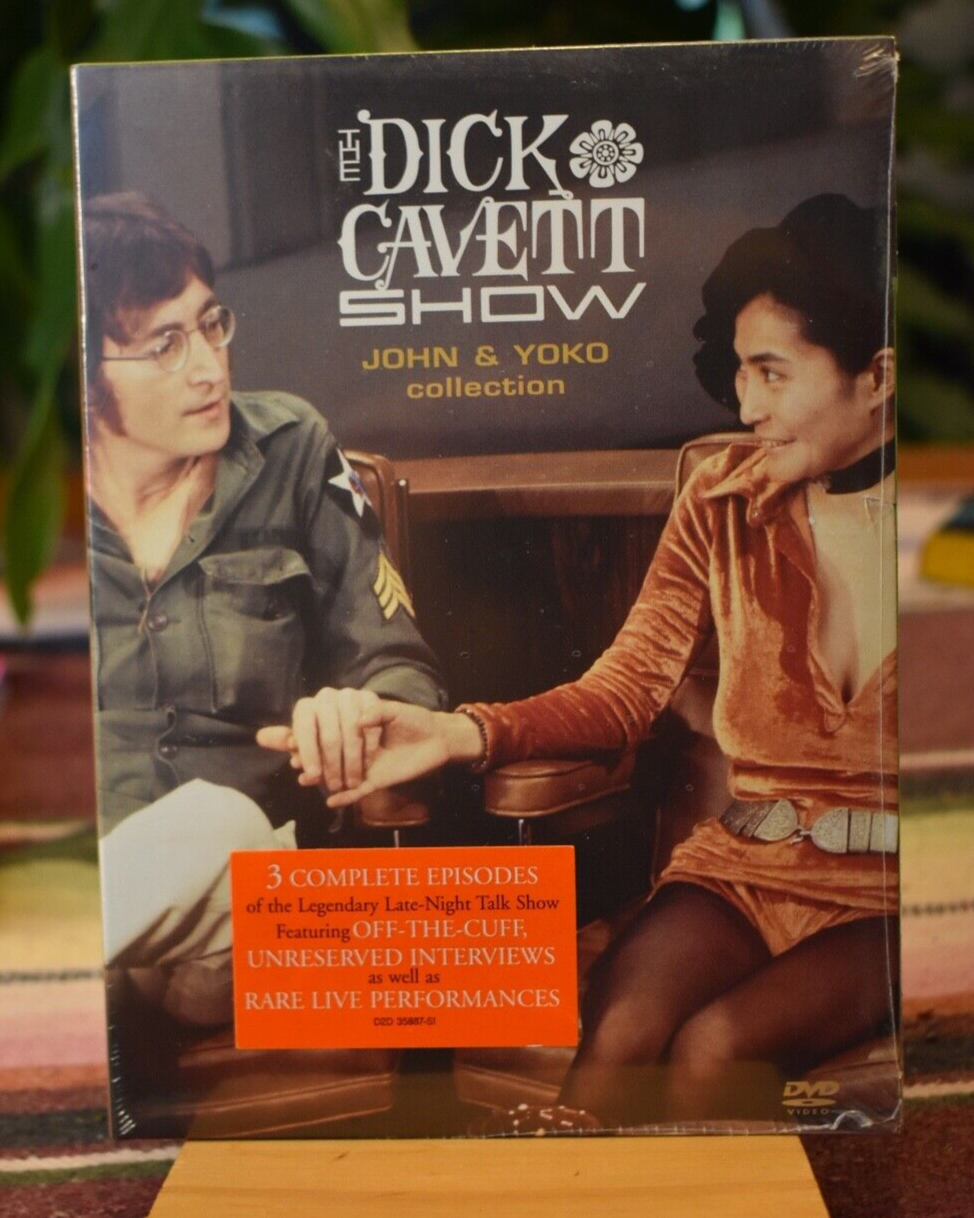 THE DICK
CAVETT
SHOW
JOHN & YOKO
collection
3 COMPLETE EPISODES
of the Legendary Late-Night Talk Show
Featuring OFF-THE-CUFF,
UNRESERVED INTERVIEWS
as well as
RARE LIVE PERFORMANCES
D2D 35887-S1
DVD
VIDEO